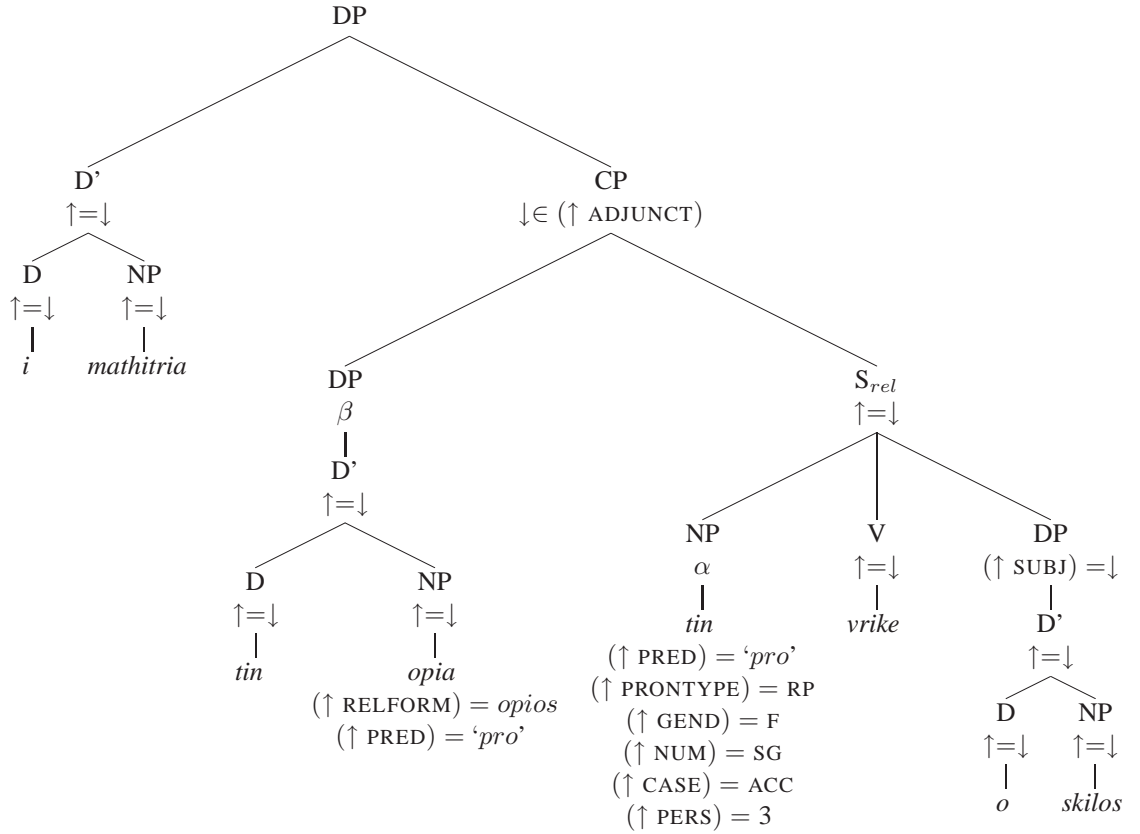 DP
D’ CP
↑=↓ ↓∈ (↑ ADJUNCT)
D NP
↑=↓ ↑=↓
i mathitria
DP S_rel
β ↑=↓
D’
↑=↓
NP V DP
α ↑=↓ (↑ SUBJ) =↓
D NP
↑=↓ ↑=↓
tin vrike D’
(↑ PRED) = ‘pro’ ↑=↓
tin opia
(↑ PRONTYPE) = RP
(↑ RELFORM) = opios
(↑ GEND) = F D NP
(↑ PRED) = ‘pro’
(↑ NUM) = SG ↑=↓ ↑=↓
(↑ CASE) = ACC
o skilos
(↑ PERS) = 3